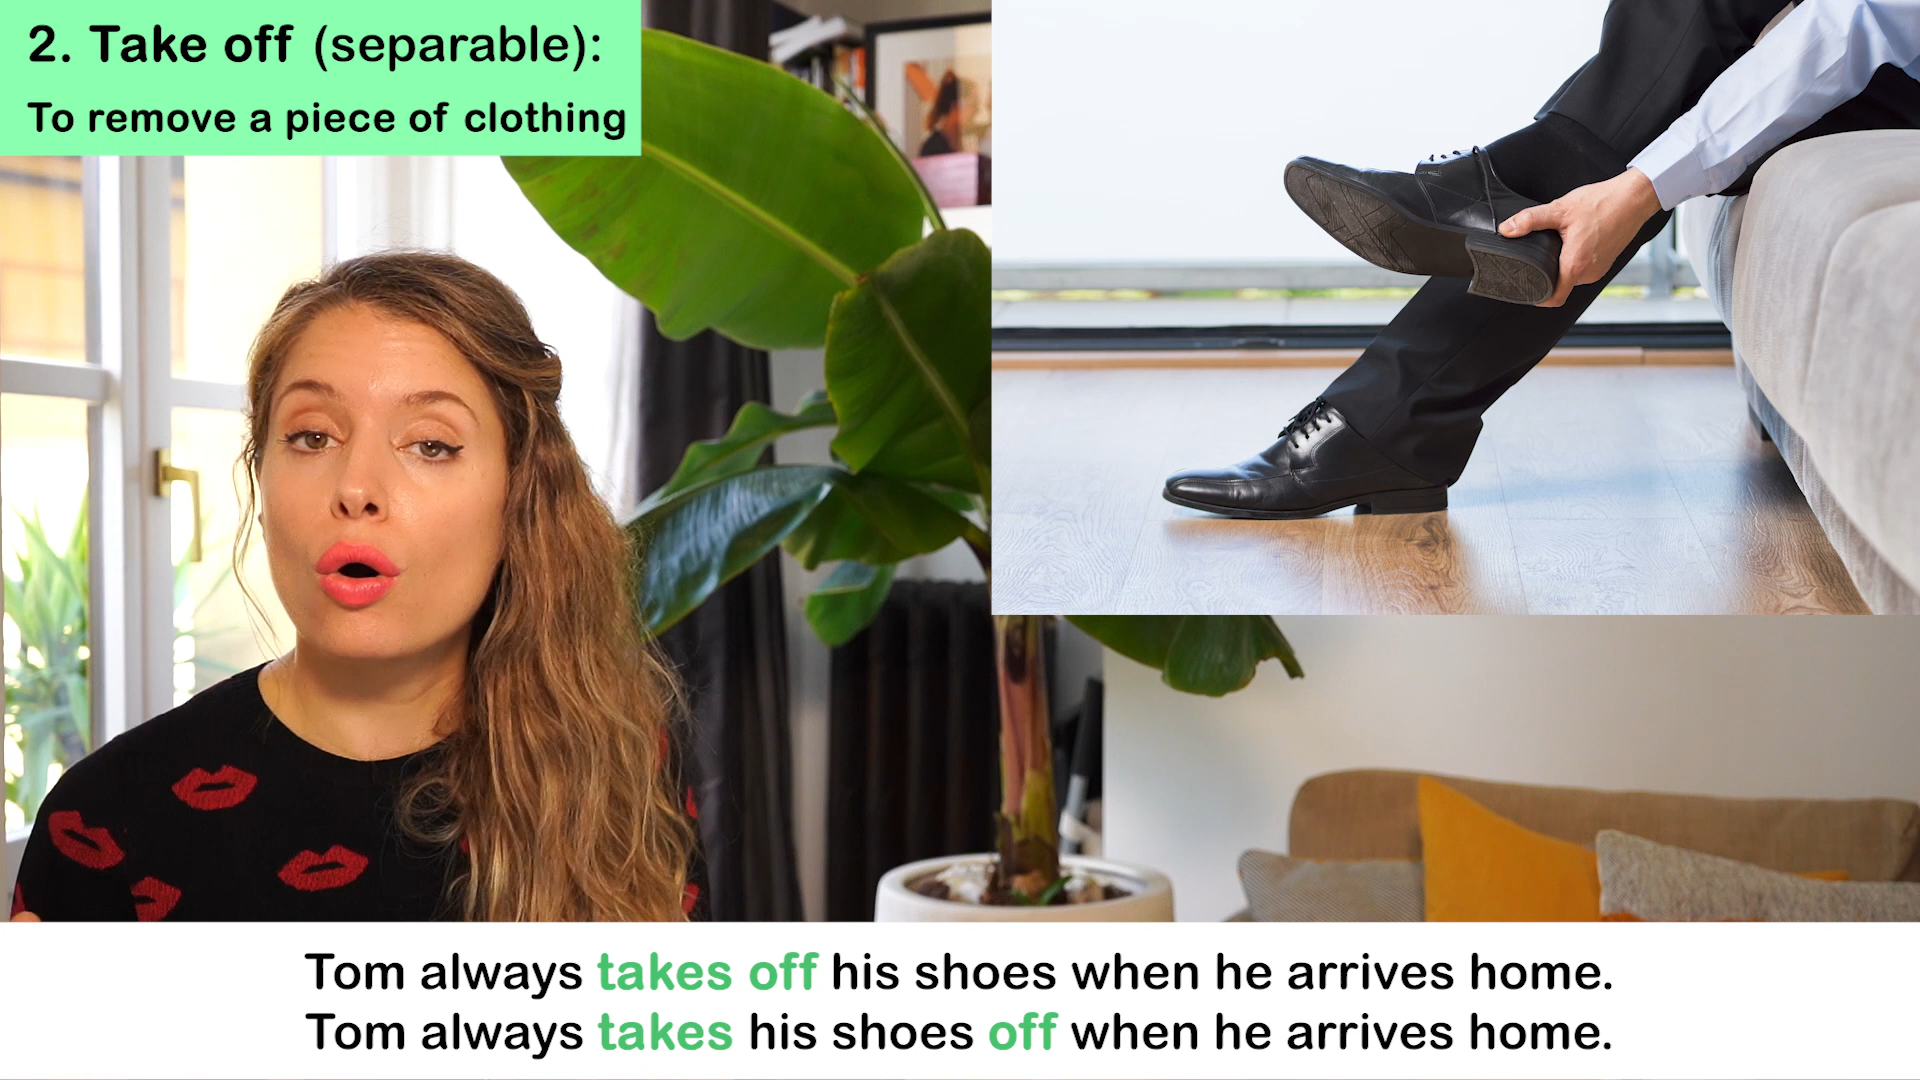 2. Take off (separable):
To remove a piece of clothing
Tom always takes off his shoes when he arrives home.
Tom always takes his shoes off when he arrives home.